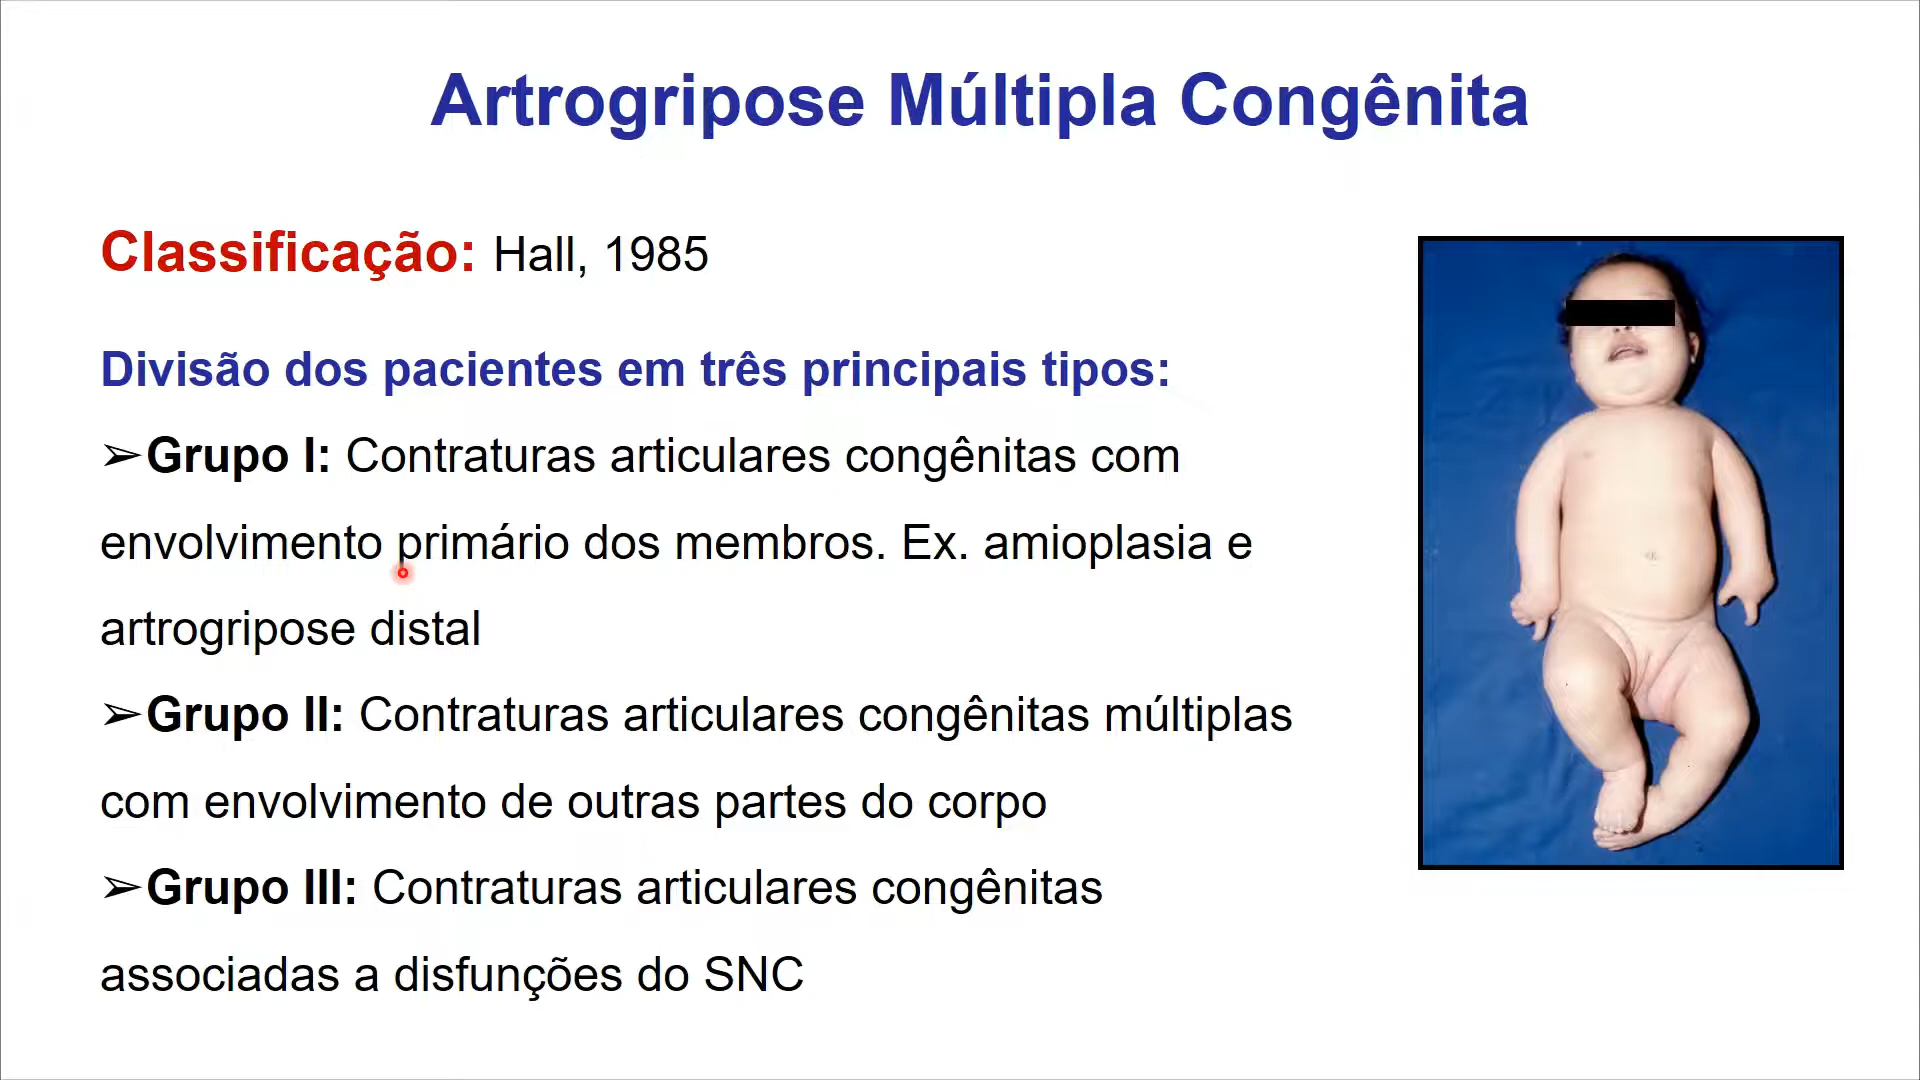 Artrogripose Múltipla Congênita
Classificação: Hall, 1985
Divisão dos pacientes em três principais tipos:
➢Grupo I: Contraturas articulares congênitas com
envolvimento primário dos membros. Ex. amioplasia e
artrogripose distal
➢Grupo II: Contraturas articulares congênitas múltiplas
com envolvimento de outras partes do corpo
➢Grupo III: Contraturas articulares congênitas
associadas a disfunções do SNC